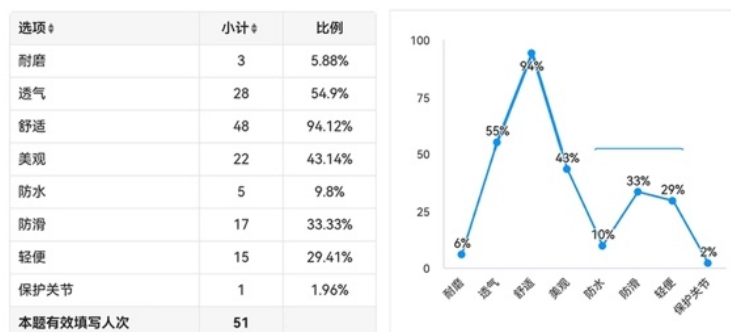 选项 小计 比例
耐磨 3 5.88%
透气 28 54.9%
舒适 48 94.12%
美观 22 43.14%
防水 5 9.8%
防滑 17 33.33%
轻便 15 29.41%
保护关节 1 1.96%
本题有效填写人次 51
100
75
50
25
0
6%
55%
94%
43%
10%
33%
29%
2%
耐磨
透气
舒适
美观
防水
防滑
轻便
保护关节